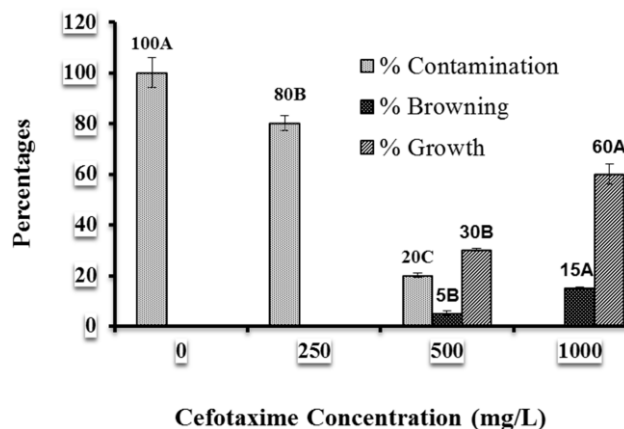 120
100
80
60
40
20
0
Percentages
100A
80B
20C
5B
30B
15A
60A
% Contamination
% Browning
% Growth
0 250 500 1000
Cefotaxime Concentration (mg/L)